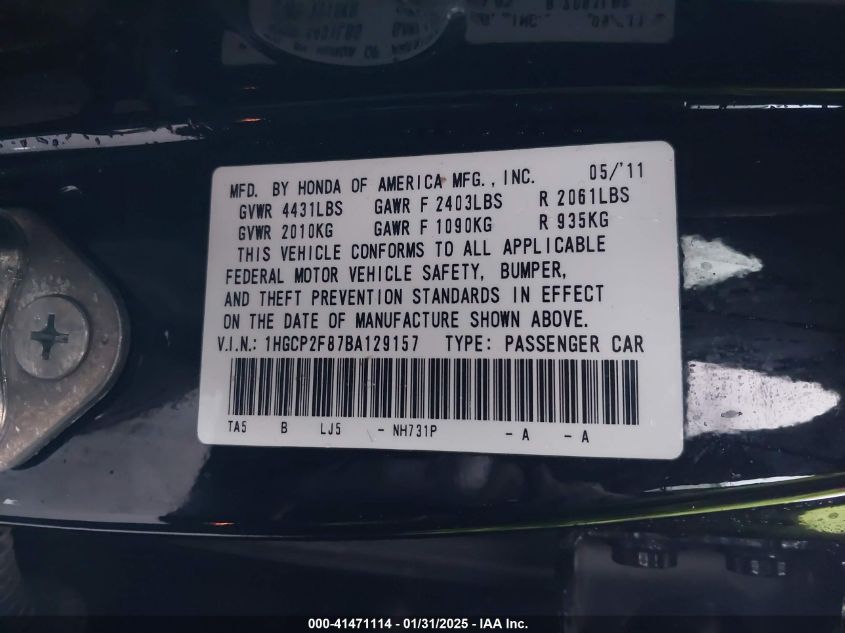 MFD. BY HONDA OF AMERICA MFG., INC. 05/'11
GVWR 4431LBS GAWR F 2403LBS R 2061LBS
GVWR 2010KG GAWR F 1090KG R 935KG
THIS VEHICLE CONFORMS TO ALL APPLICABLE
FEDERAL MOTOR VEHICLE SAFETY, BUMPER,
AND THEFT PREVENTION STANDARDS IN EFFECT
ON THE DATE OF MANUFACTURE SHOWN ABOVE.
V.I.N.: 1HGCP2F87BA129157 TYPE: PASSENGER CAR
TA5 B LJ5 - NH731P - A - A
000-41471114 - 01/31/2025 - IAA Inc.